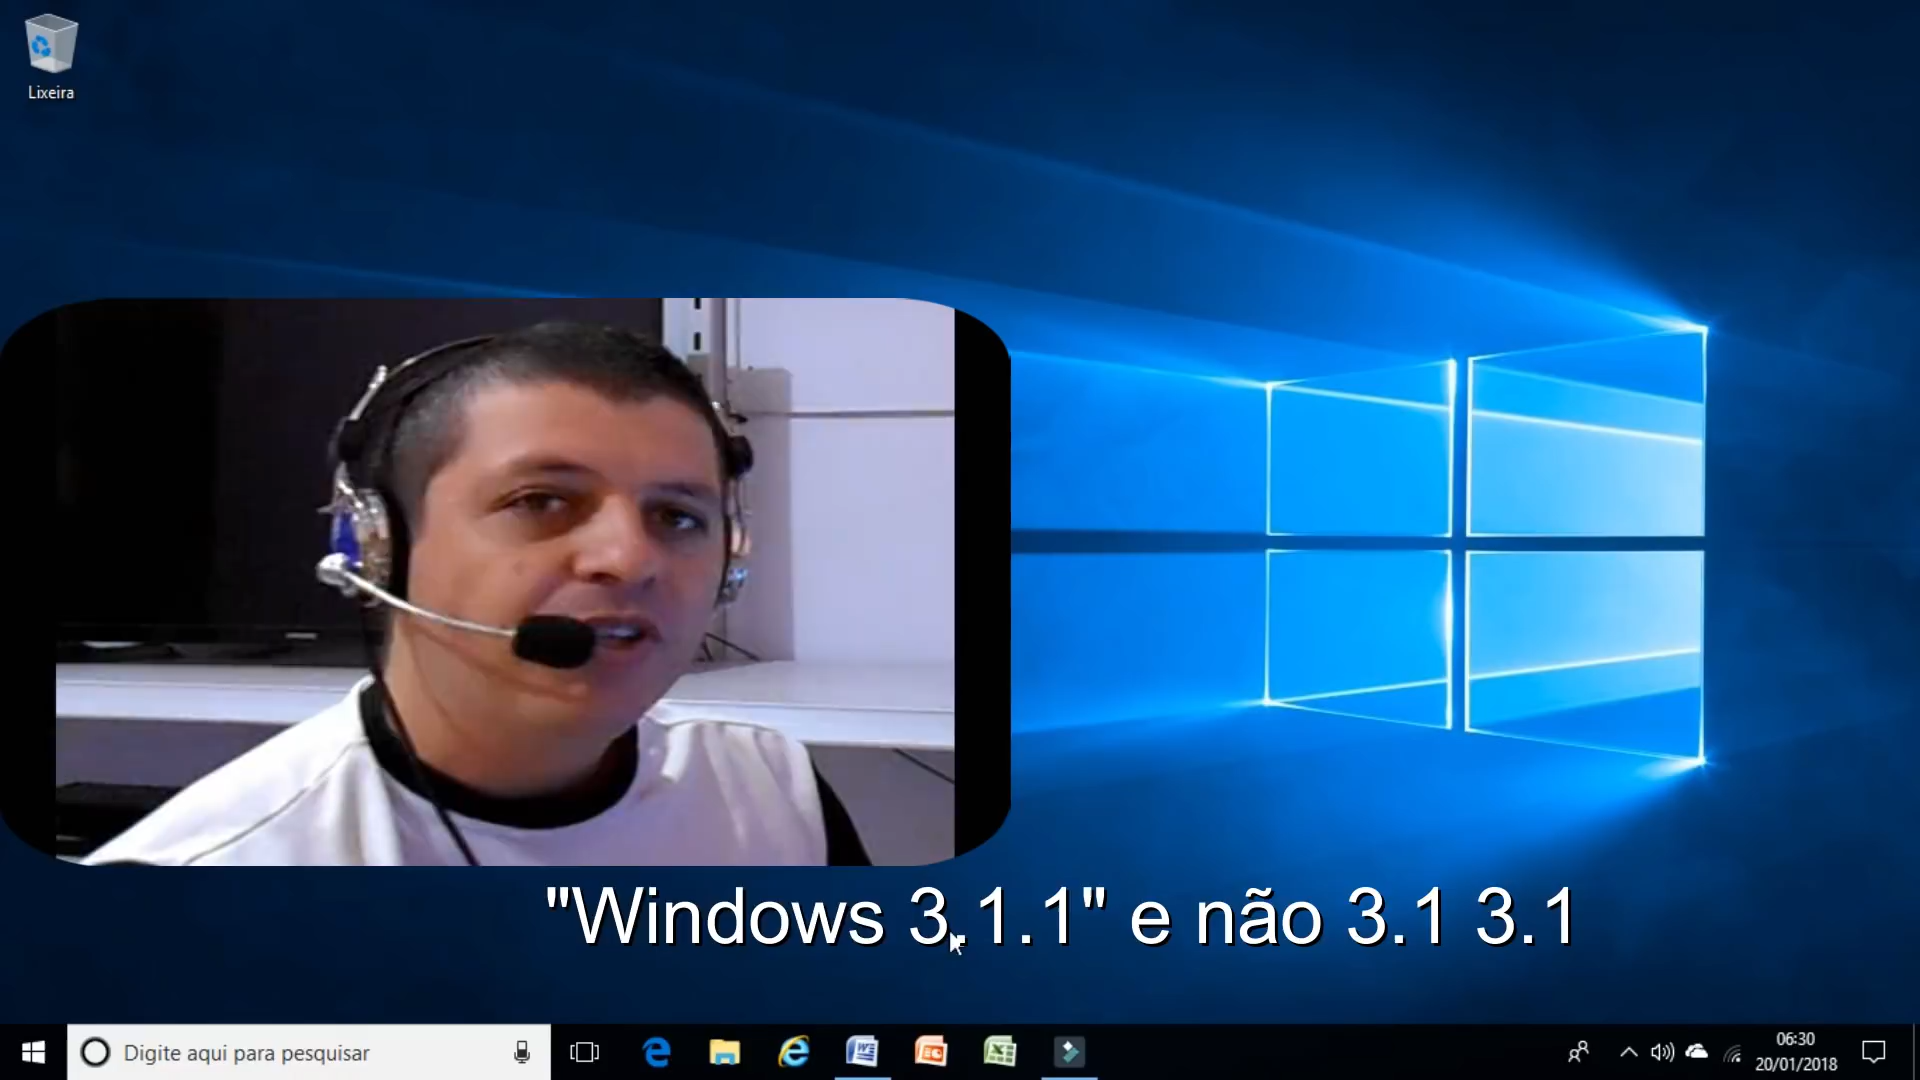 Lixeira
"Windows 3.1.1" e não 3.1 3.1
Digite aqui para pesquisar
06:30
20/01/2018